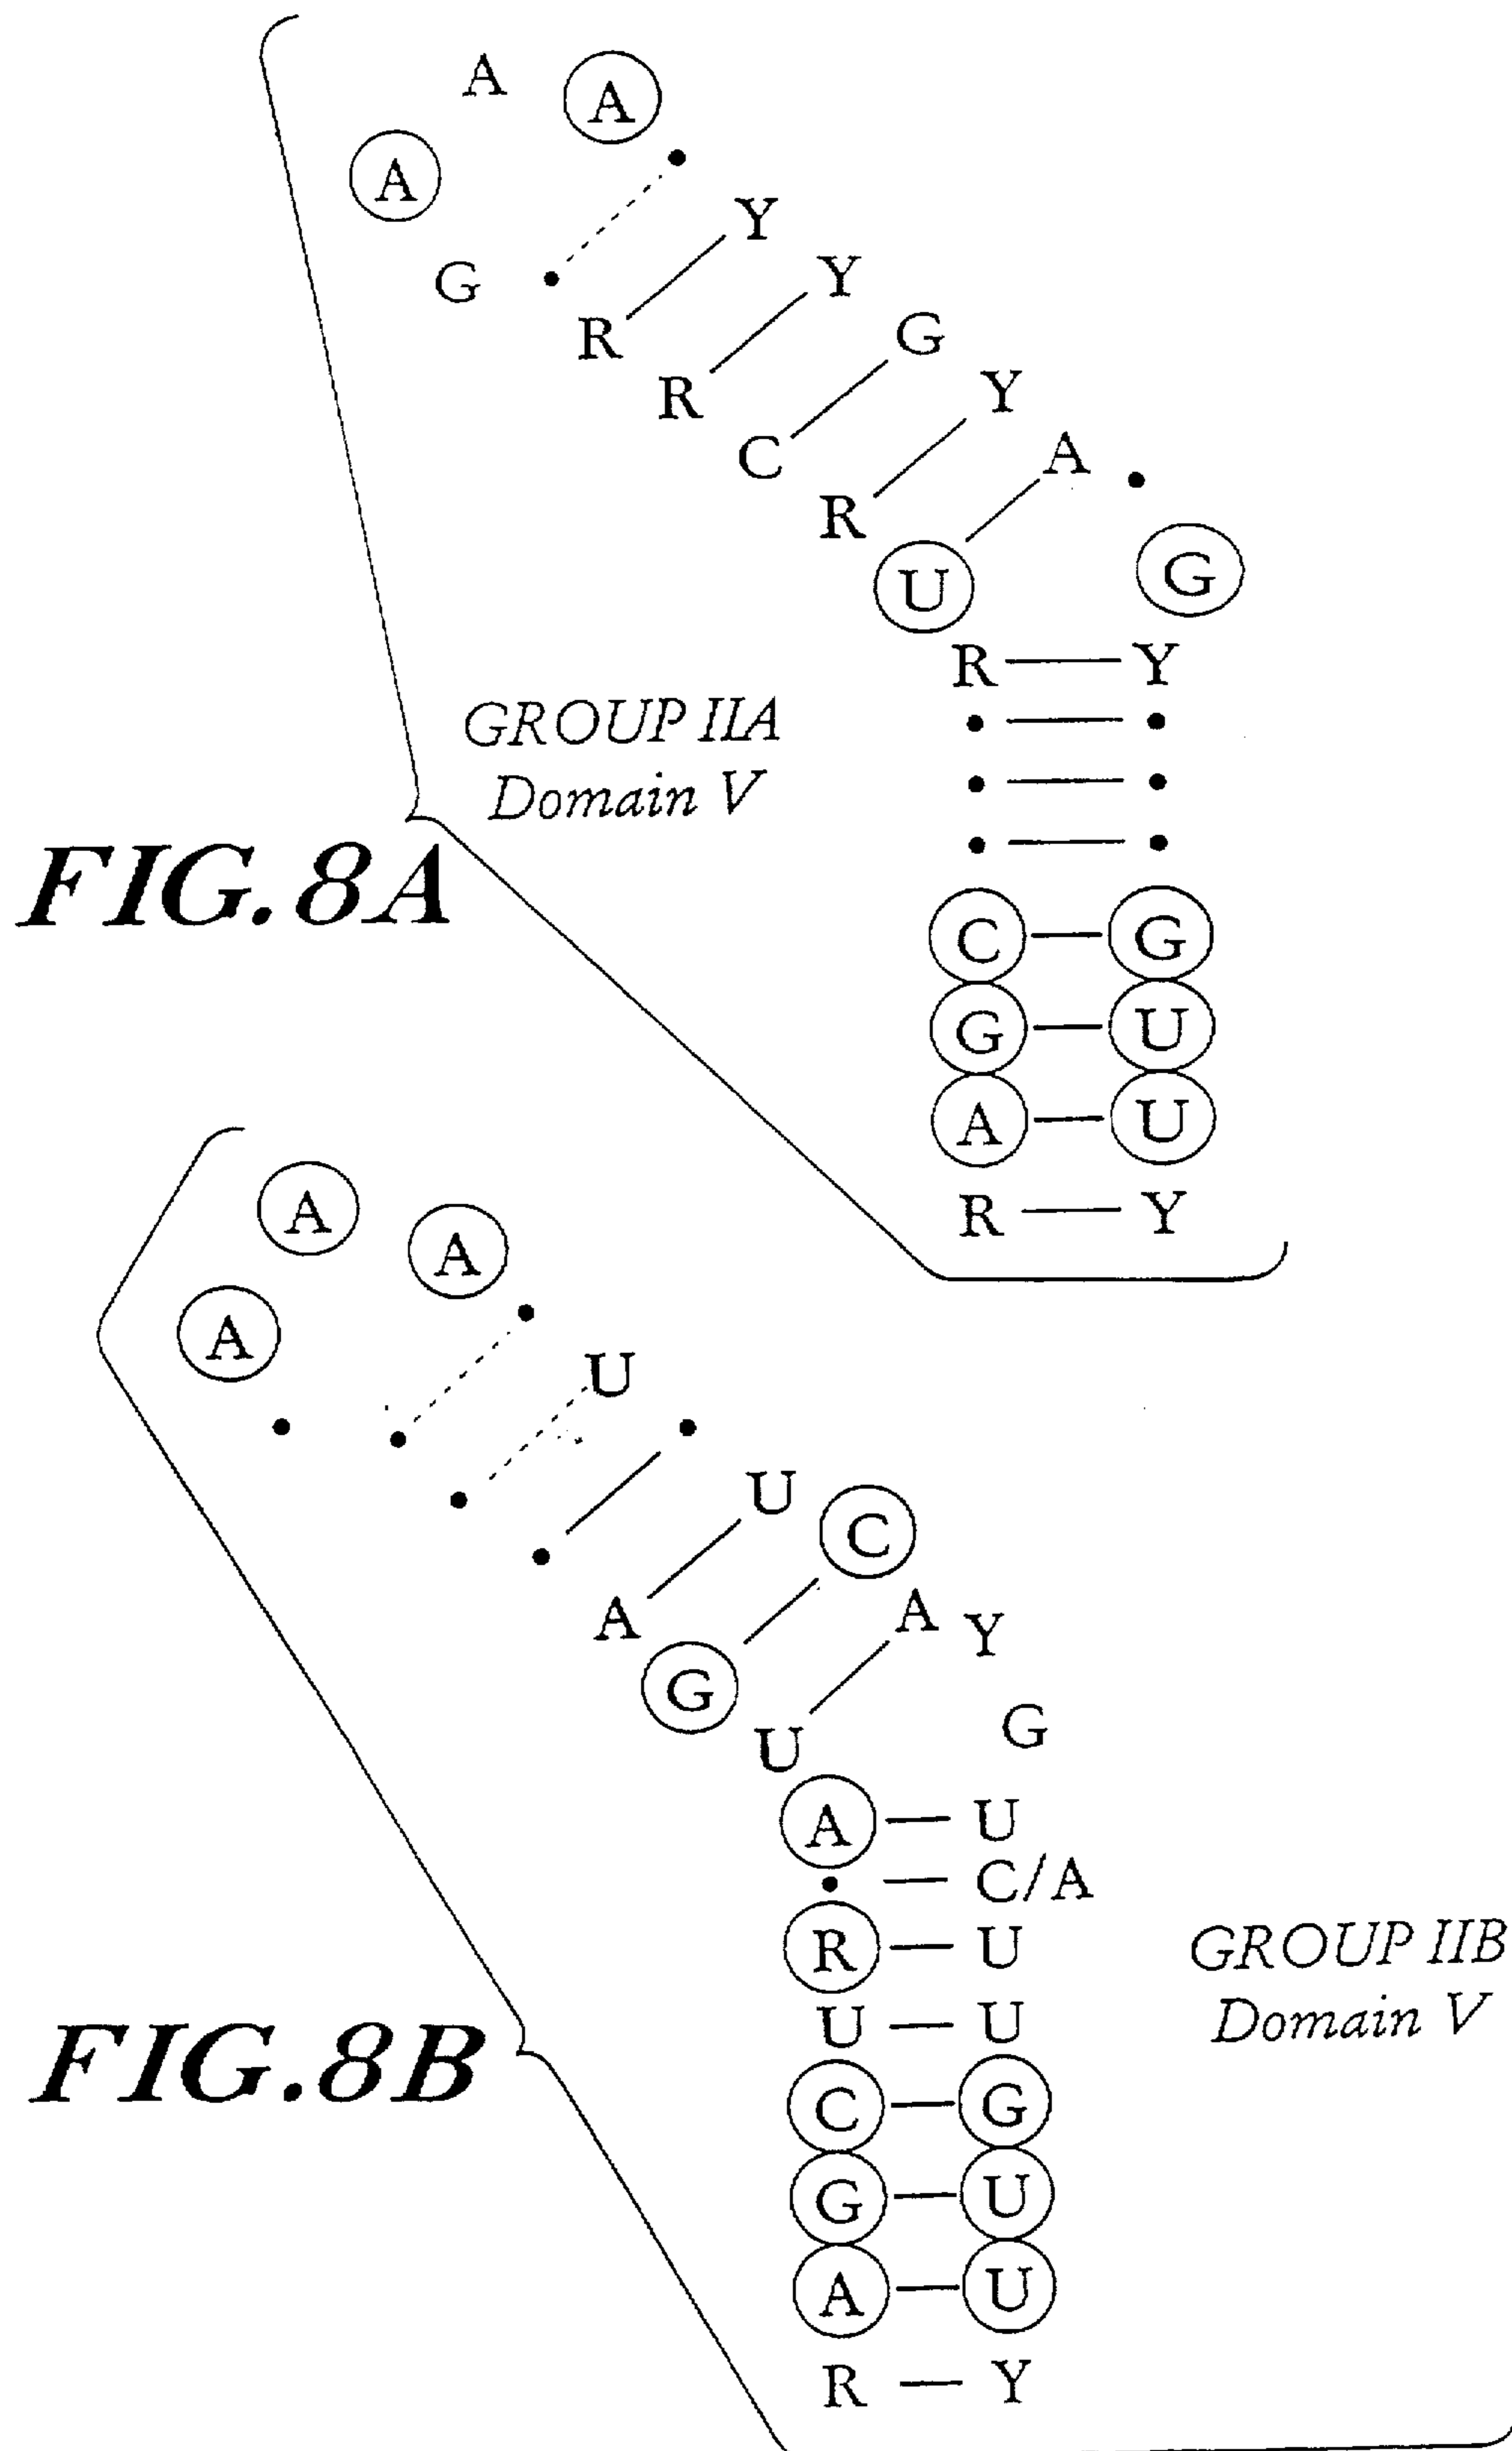 A A
A
Y
G
Y
R
G
R
Y
C
A
R
U G
R Y
GROUP IIA
Domain V
FIG.8A
C G
G U
A U
R Y
A
A
A
U
U C
A
A Y
G
G
U
A U
C/A
R U
GROUP IIB
Domain V
U U
FIG.8B
C G
G U
A U
R Y